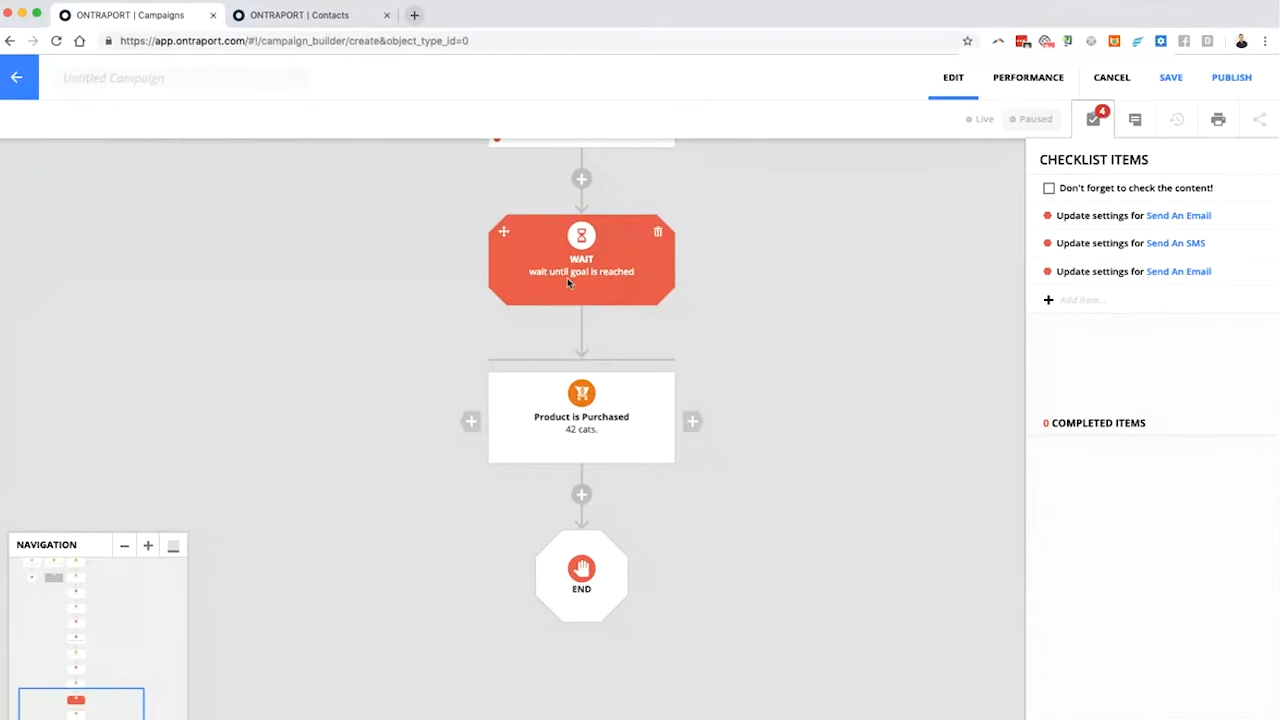 ONTRAPORT | Campaigns
ONTRAPORT | Contacts
https://app.ontraport.com/#!/campaign_builder/create&object_type_id=0
Untitled Campaign
EDIT
PERFORMANCE
CANCEL
SAVE
PUBLISH
Live
Paused
4
CHECKLIST ITEMS
Don't forget to check the content!
Update settings for Send An Email
Update settings for Send An SMS
Update settings for Send An Email
Add item...
0 COMPLETED ITEMS
WAIT
wait until goal is reached
Product is Purchased
42 cats.
END
NAVIGATION